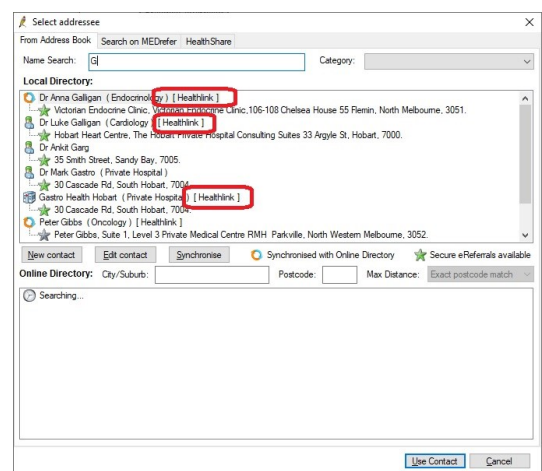 Select addressee
From Address Book Search on MEDrefer HealthShare
Name Search: G Category:
Local Directory:
Dr Anna Galligan ( Endocrinology ) [ Healthlink ]
Victorian Endocrine Clinic, Victorian Endocrine Clinic,106-108 Chelsea House 55 Flemin, North Melbourne, 3051.
Dr Luke Galligan ( Cardiology ) [ Healthlink ]
Hobart Heart Centre, The Hobart Private Hospital Consulting Suites 33 Argyle St, Hobart, 7000.
Dr Ankit Garg
35 Smith Street, Sandy Bay, 7005.
Dr Mark Gastro ( Private Hospital )
30 Cascade Rd, South Hobart, 7004.
Gastro Health Hobart ( Private Hospital ) [ Healthlink ]
30 Cascade Rd, South Hobart, 7004.
Peter Gibbs ( Oncology ) [ Healthlink ]
Peter Gibbs, Suite 1, Level 3 Private Medical Centre RMH Parkville, North Western Melbourne, 3052.
New contact Edit contact Synchronise Synchronised with Online Directory Secure eReferrals available
Online Directory: City/Suburb: Postcode: Max Distance: Exact postcode match
Searching...
Use Contact Cancel